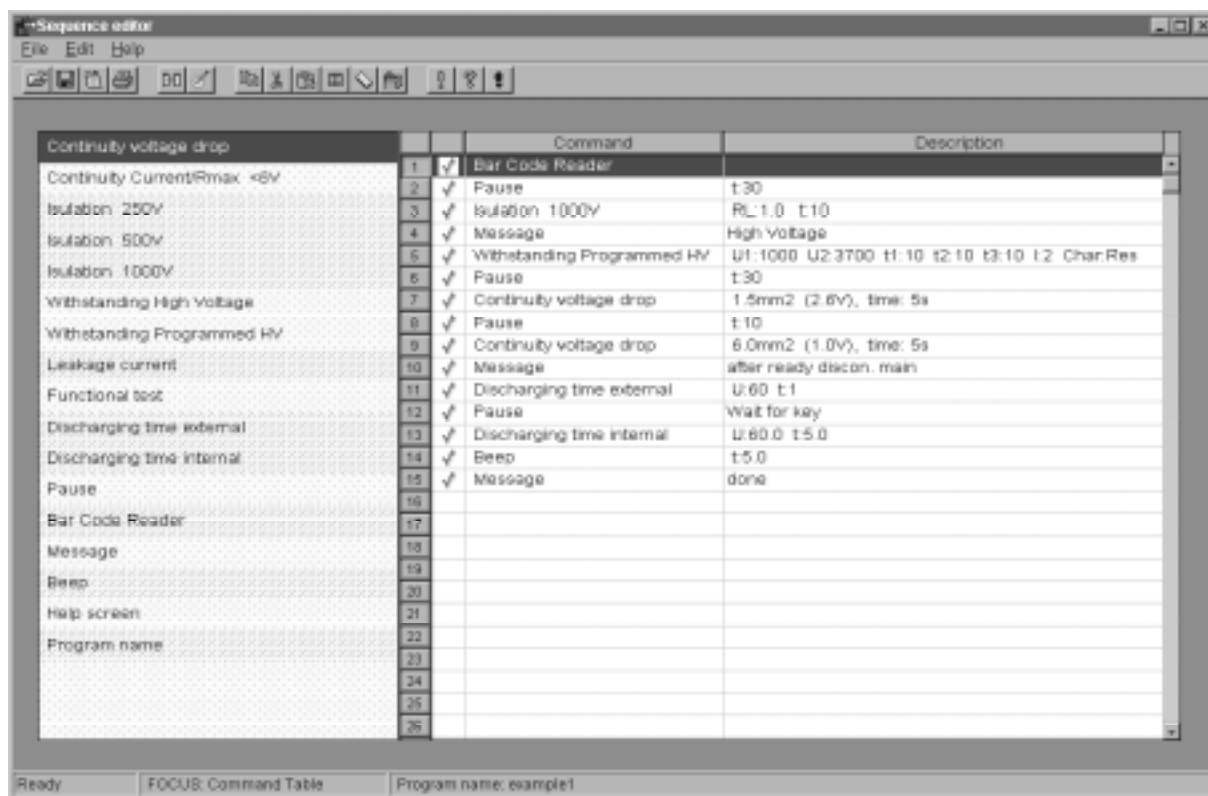 Sequence editor
File Edit Help
Continuity voltage drop
Continuity Current/Rmax <6V
Isulation 250V
Isulation 500V
Isulation 1000V
Withstanding High Voltage
Withstanding Programmed HV
Leakage current
Functional test
Discharging time external
Discharging time internal
Pause
Bar Code Reader
Message
Beep
Help screen
Program name
Command Description
1 Bar Code Reader
2 Pause t:30
3 Isulation 1000V RL:1.0 t:10
4 Message High Voltage
5 Withstanding Programmed HV U1:1000 U2:3700 t1:10 t2:10 t3:10 I:2 Char:Res
6 Pause t:30
7 Continuity voltage drop 1.5mm2 (2.6V), time: 5s
8 Pause t:10
9 Continuity voltage drop 6.0mm2 (1.0V), time: 5s
10 Message after ready discon. main
11 Discharging time external U:60 t:1
12 Pause Wait for key
13 Discharging time internal U:60.0 t:5.0
14 Beep t:5.0
15 Message done
16
17
18
19
20
21
22
23
24
25
26
Ready FOCUS: Command Table Program name: example1